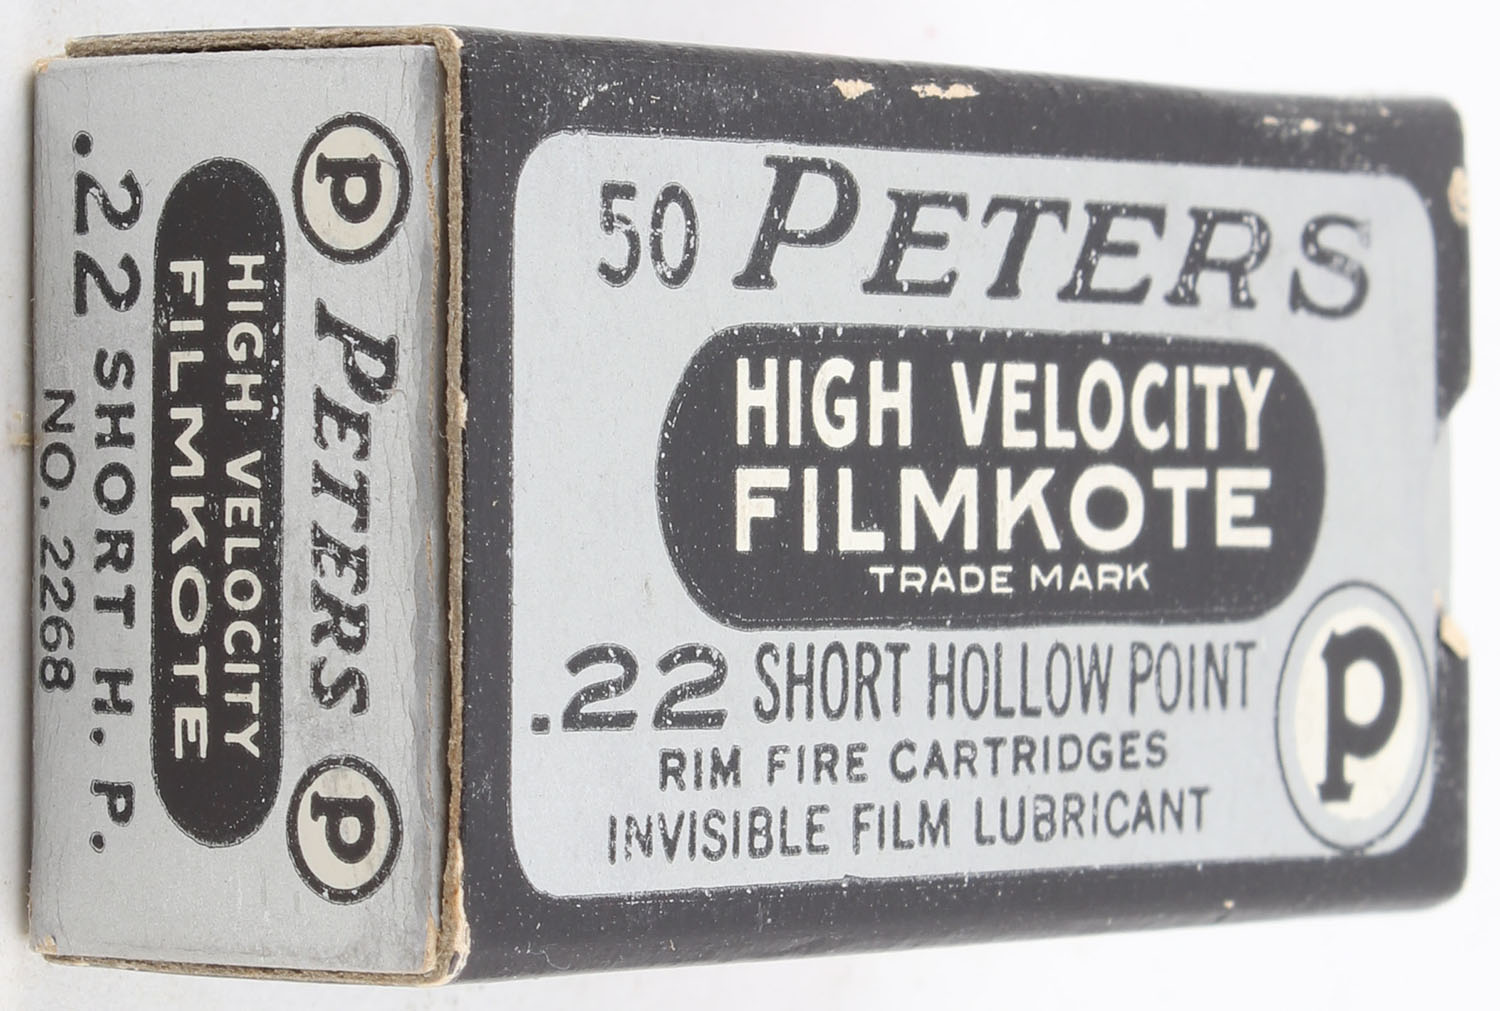 50 PETERS
HIGH VELOCITY
FILMKOTE
TRADE MARK
.22 SHORT HOLLOW POINT
RIM FIRE CARTRIDGES
INVISIBLE FILM LUBRICANT
P
P PETERS P
HIGH VELOCITY
FILMKOTE
.22 SHORT H. P.
NO. 2268